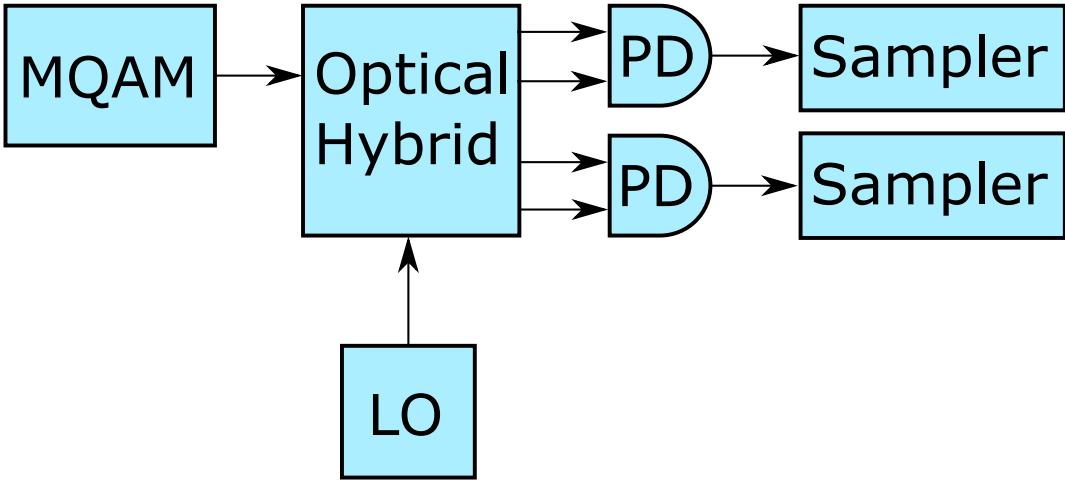 MQAM
Optical
Hybrid
PD
Sampler
PD
Sampler
LO